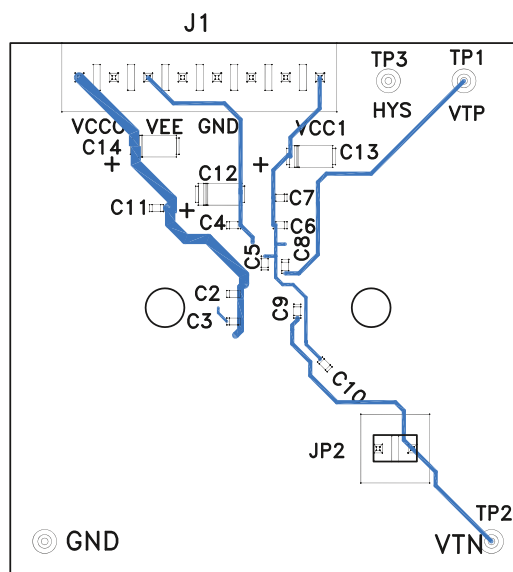 J1
TP3
TP1
HYS
VTP
VCCO VEE GND VCC1
C14
C13
C12
C7
C11
C4
C6
C8
C5
C2
C9
C3
C10
JP2
TP2
GND
VTN